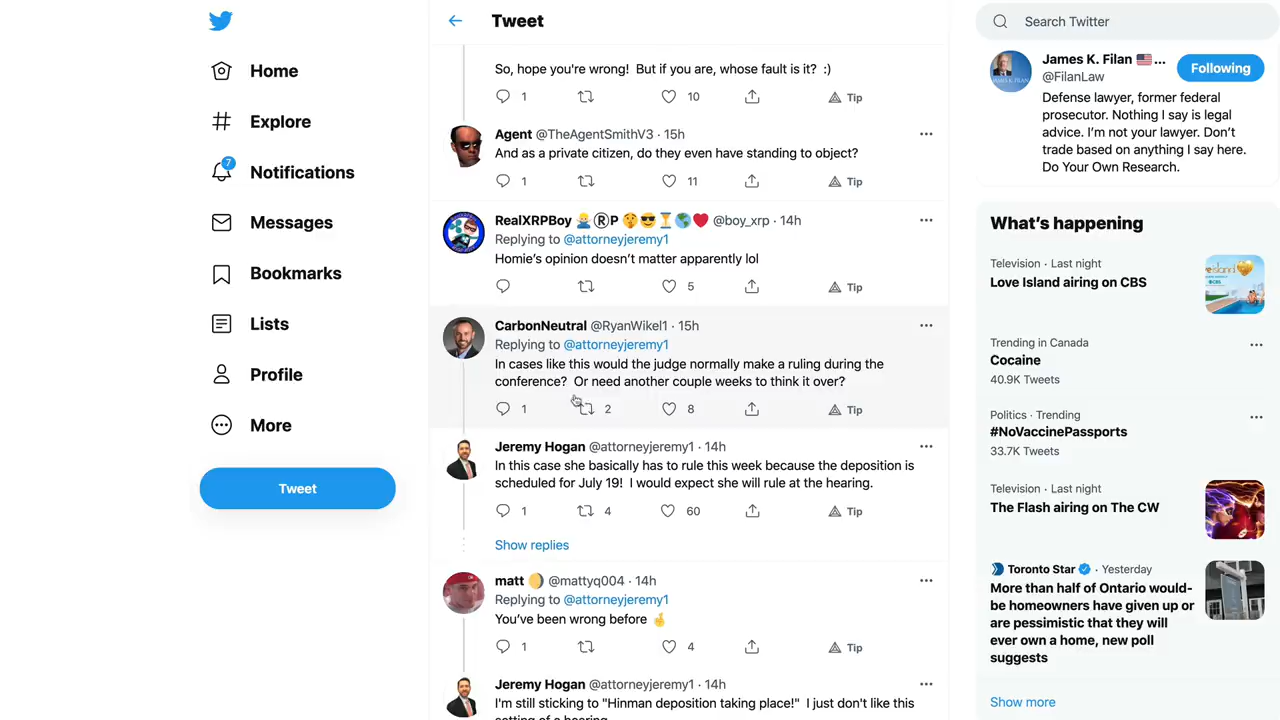 Home
Explore
7
Notifications
Messages
Bookmarks
Lists
Profile
More
Tweet
Tweet
So, hope you're wrong!  But if you are, whose fault is it?  :)
1
10
Tip
Agent @TheAgentSmithV3 · 15h
And as a private citizen, do they even have standing to object?
1
11
Tip
RealXRPBoy 🤷‍♂️ⓇP 🤫😎⏳🌎❤️ @boy_xrp · 14h
Replying to @attorneyjeremy1
Homie's opinion doesn't matter apparently lol
5
Tip
CarbonNeutral @RyanWikel1 · 15h
Replying to @attorneyjeremy1
In cases like this would the judge normally make a ruling during the
conference?  Or need another couple weeks to think it over?
1
2
8
Tip
Jeremy Hogan @attorneyjeremy1 · 14h
In this case she basically has to rule this week because the deposition is
scheduled for July 19!  I would expect she will rule at the hearing.
1
4
60
Tip
Show replies
matt 🌖 @mattyq004 · 14h
Replying to @attorneyjeremy1
You've been wrong before 🤞
1
4
Tip
Jeremy Hogan @attorneyjeremy1 · 14h
I'm still sticking to "Hinman deposition taking place!"  I just don't like this
setting of a hearing
Search Twitter
James K. Filan 🇺🇸...
@FilanLaw
Following
Defense lawyer, former federal
prosecutor. Nothing I say is legal
advice. I'm not your lawyer. Don't
trade based on anything I say here.
Do Your Own Research.
What's happening
Television · Last night
Love Island airing on CBS
Trending in Canada
Cocaine
40.9K Tweets
Politics · Trending
#NoVaccinePassports
33.7K Tweets
Television · Last night
The Flash airing on The CW
Toronto Star · Yesterday
More than half of Ontario would-
be homeowners have given up or
are pessimistic that they will
ever own a home, new poll
suggests
Show more